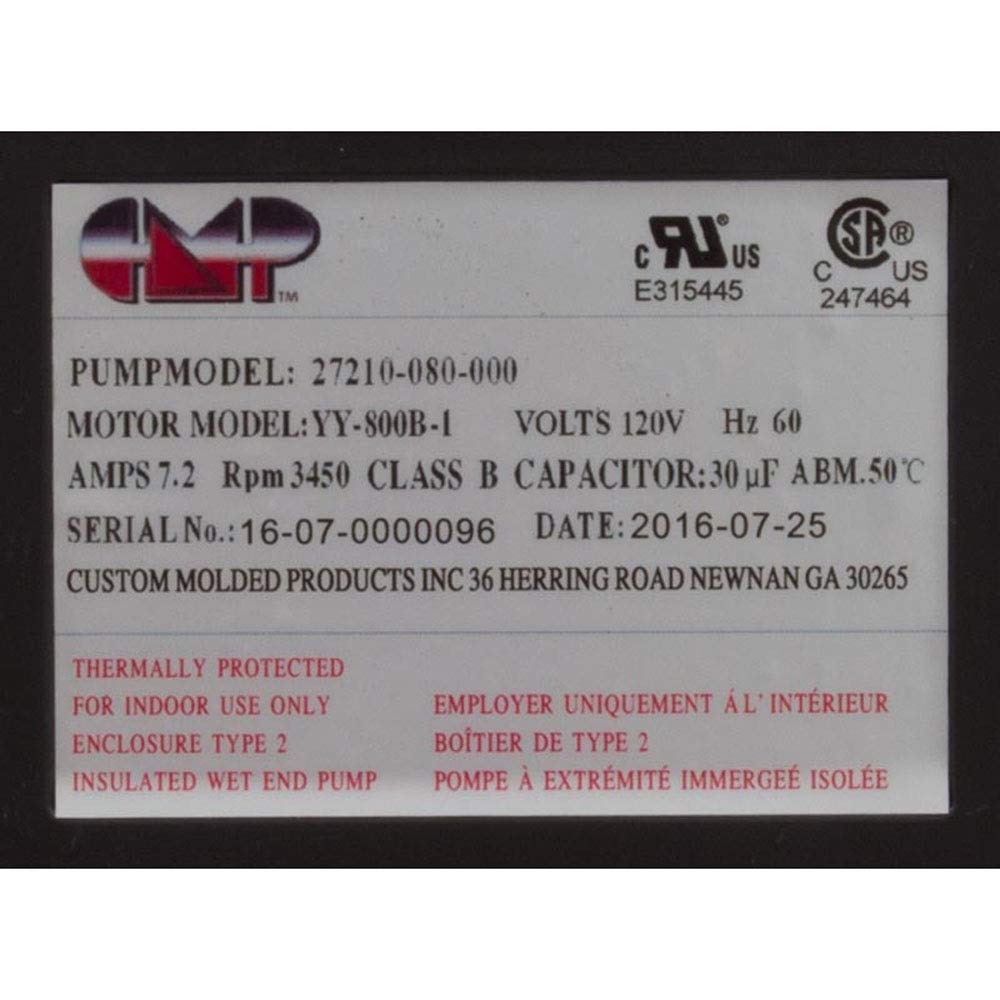 CMP TM
C RU ® US
E315445
CSA ®
C US
247464
PUMPMODEL: 27210-080-000
MOTOR MODEL:YY-800B-1 VOLTS 120V Hz 60
AMPS 7.2 Rpm 3450 CLASS B CAPACITOR:30 µF ABM.50℃
SERIAL No.:16-07-0000096 DATE:2016-07-25
CUSTOM MOLDED PRODUCTS INC 36 HERRING ROAD NEWNAN GA 30265
THERMALLY PROTECTED
FOR INDOOR USE ONLY EMPLOYER UNIQUEMENT Á L' INTÉRIEUR
ENCLOSURE TYPE 2 BOÎTIER DE TYPE 2
INSULATED WET END PUMP POMPE À EXTRÉMITÉ IMMERGEÉ ISOLÉE